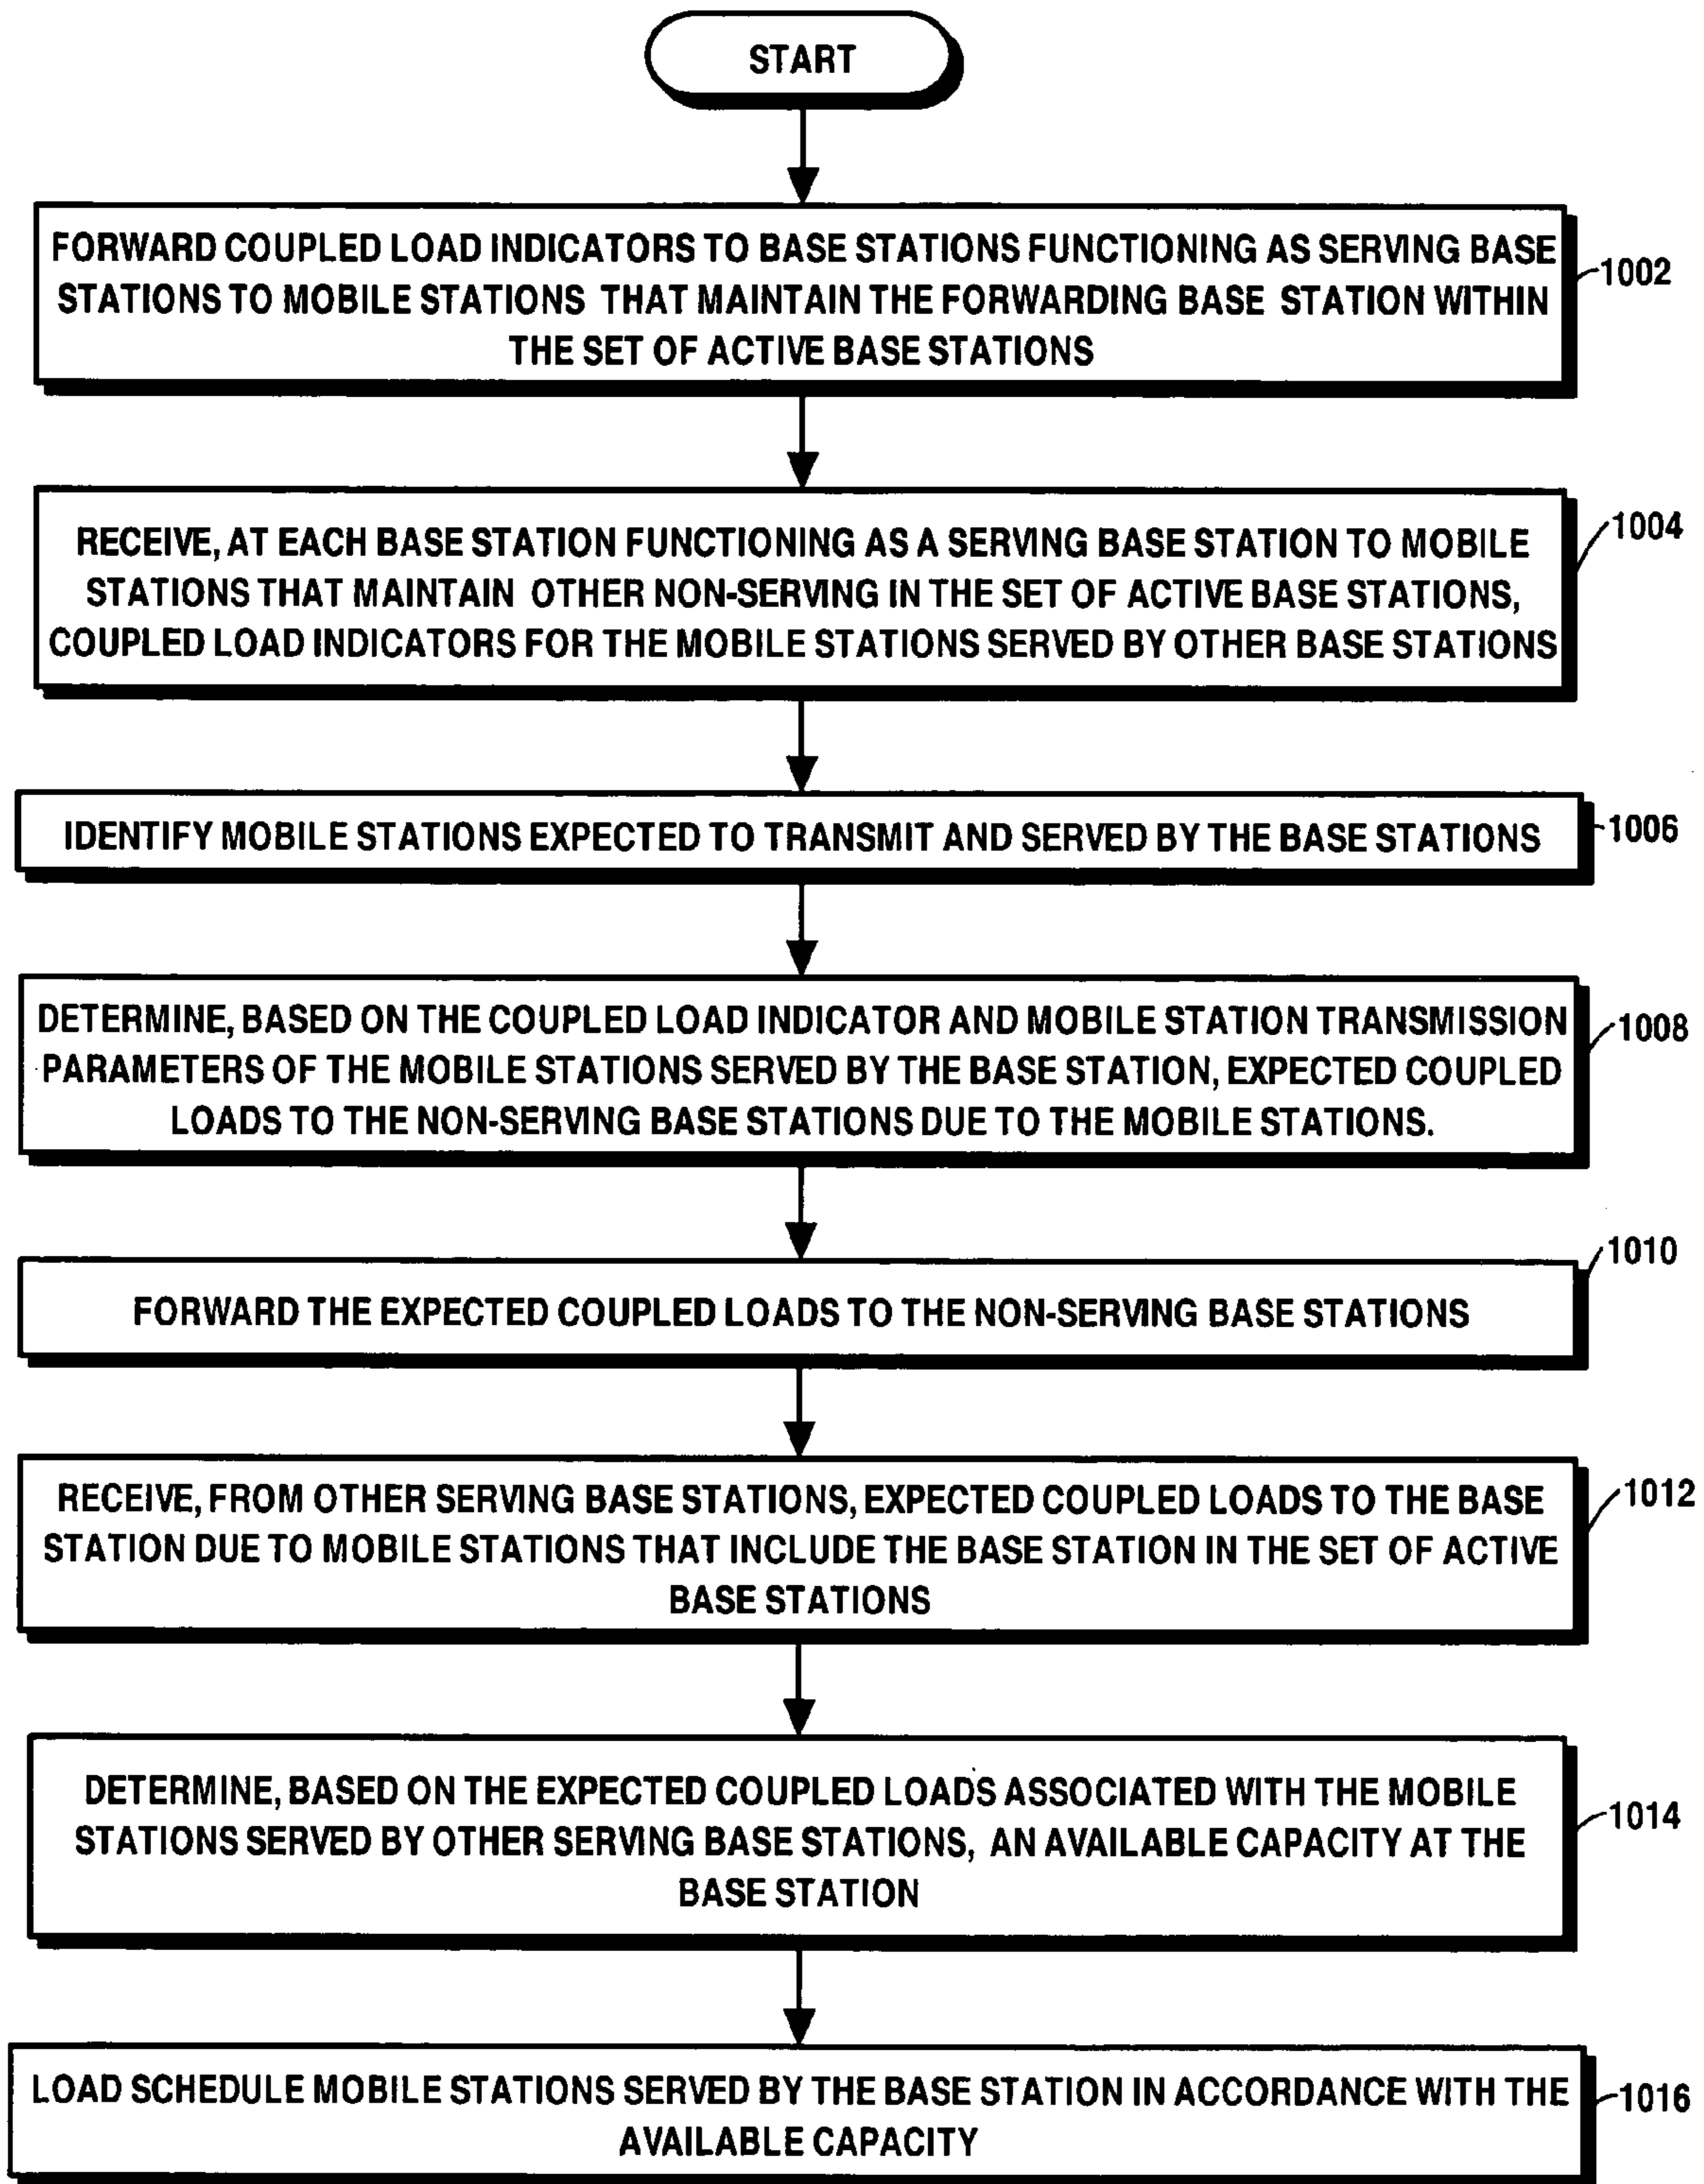 START
FORWARD COUPLED LOAD INDICATORS TO BASE STATIONS FUNCTIONING AS SERVING BASE
STATIONS TO MOBILE STATIONS THAT MAINTAIN THE FORWARDING BASE STATION WITHIN
THE SET OF ACTIVE BASE STATIONS
1002
RECEIVE, AT EACH BASE STATION FUNCTIONING AS A SERVING BASE STATION TO MOBILE
STATIONS THAT MAINTAIN OTHER NON-SERVING IN THE SET OF ACTIVE BASE STATIONS,
COUPLED LOAD INDICATORS FOR THE MOBILE STATIONS SERVED BY OTHER BASE STATIONS
1004
IDENTIFY MOBILE STATIONS EXPECTED TO TRANSMIT AND SERVED BY THE BASE STATIONS
1006
DETERMINE, BASED ON THE COUPLED LOAD INDICATOR AND MOBILE STATION TRANSMISSION
PARAMETERS OF THE MOBILE STATIONS SERVED BY THE BASE STATION, EXPECTED COUPLED
LOADS TO THE NON-SERVING BASE STATIONS DUE TO THE MOBILE STATIONS.
1008
FORWARD THE EXPECTED COUPLED LOADS TO THE NON-SERVING BASE STATIONS
1010
RECEIVE, FROM OTHER SERVING BASE STATIONS, EXPECTED COUPLED LOADS TO THE BASE
STATION DUE TO MOBILE STATIONS THAT INCLUDE THE BASE STATION IN THE SET OF ACTIVE
BASE STATIONS
1012
DETERMINE, BASED ON THE EXPECTED COUPLED LOADS ASSOCIATED WITH THE MOBILE
STATIONS SERVED BY OTHER SERVING BASE STATIONS, AN AVAILABLE CAPACITY AT THE
BASE STATION
1014
LOAD SCHEDULE MOBILE STATIONS SERVED BY THE BASE STATION IN ACCORDANCE WITH THE
AVAILABLE CAPACITY
1016